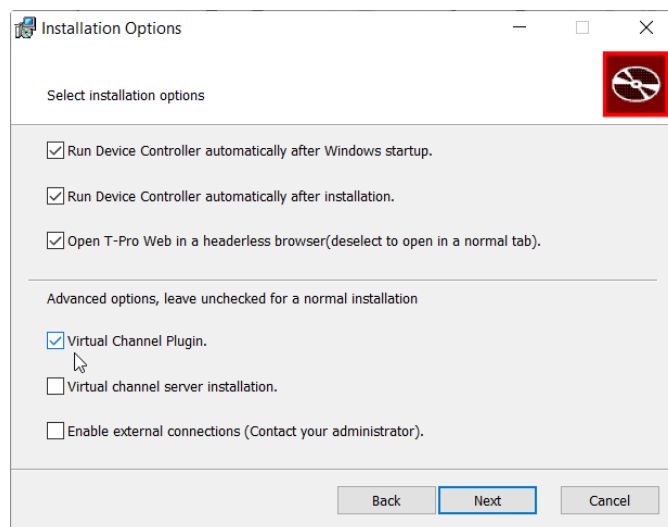 Installation Options
Select installation options
Run Device Controller automatically after Windows startup.
Run Device Controller automatically after installation.
Open T-Pro Web in a headerless browser(deselect to open in a normal tab).
Advanced options, leave unchecked for a normal installation
Virtual Channel Plugin.
Virtual channel server installation.
Enable external connections (Contact your administrator).
Back Next Cancel